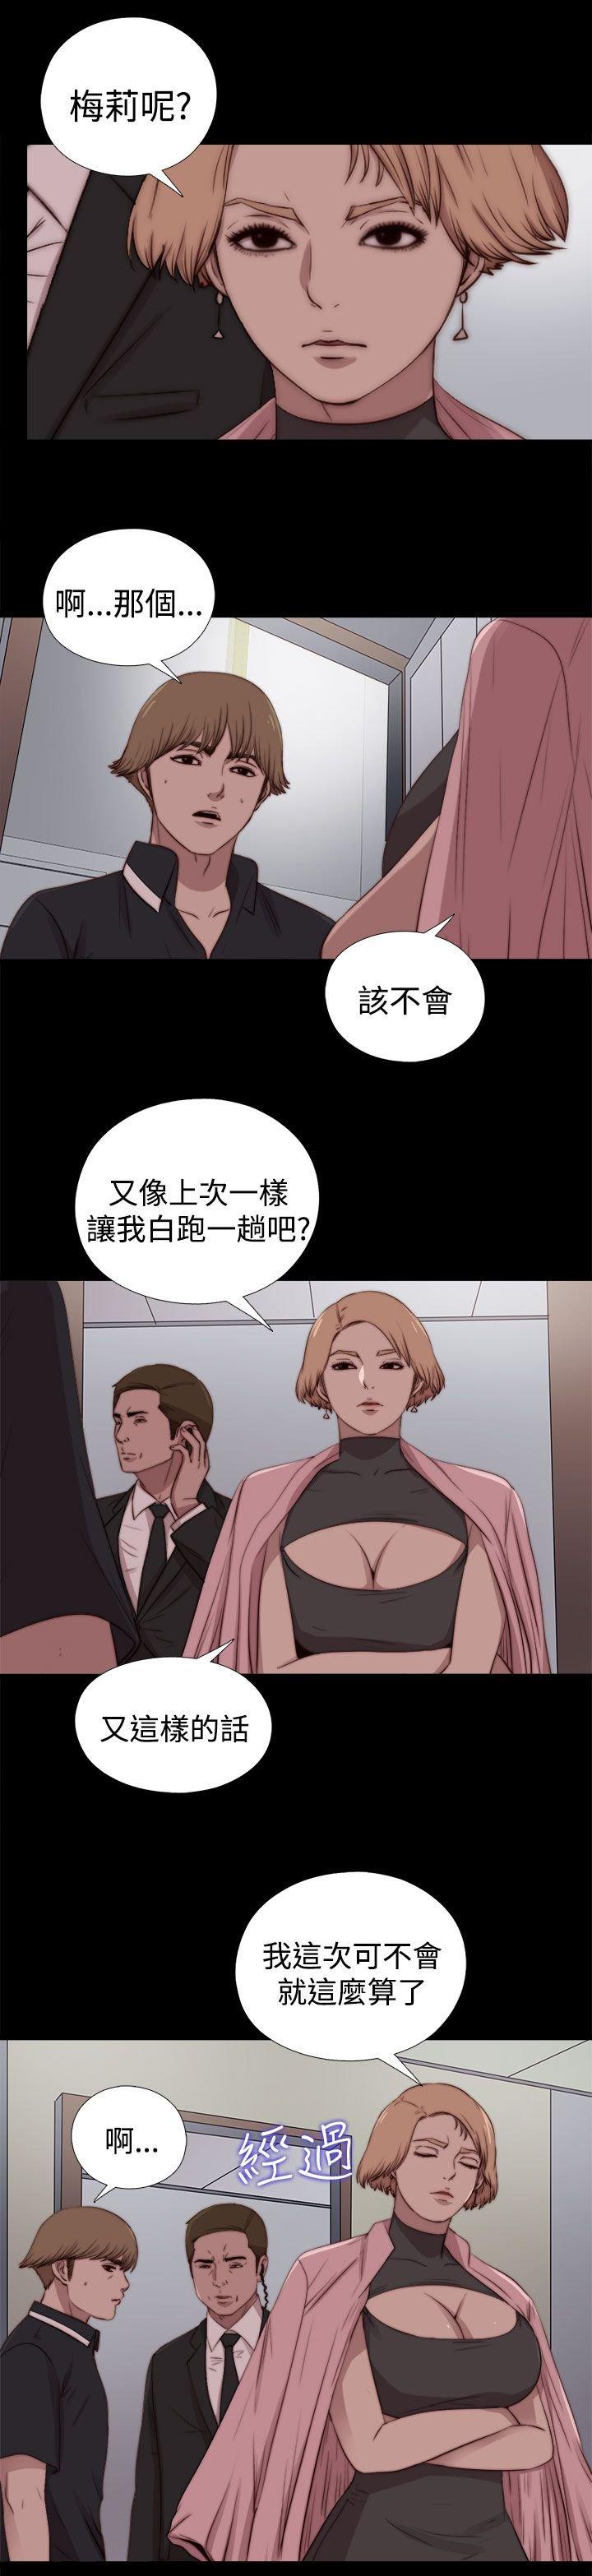 梅莉呢?
啊...那個...
該不會
又像上次一樣
讓我白跑一趟吧?
又這樣的話
我這次可不會
就這麼算了
啊...
經過